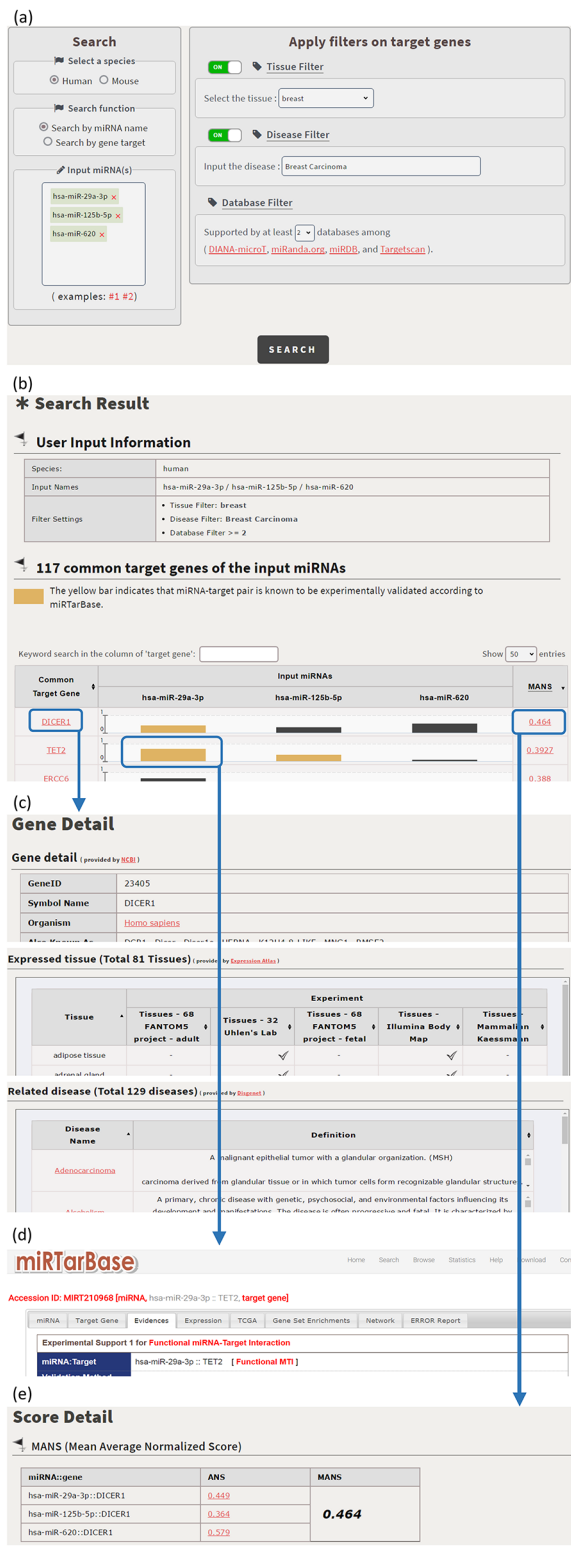 (a)
Search
Select a species
Human Mouse
Search function
Search by miRNA name
Search by gene target
Input miRNA(s)
hsa-miR-29a-3p ×
hsa-miR-125b-5p ×
hsa-miR-620 ×
( examples: #1 #2)
Apply filters on target genes
ON Tissue Filter
Select the tissue : breast
ON Disease Filter
Input the disease : Breast Carcinoma
Database Filter
Supported by at least 2 databases among
( DIANA-microT, miRanda.org, miRDB, and Targetscan ).
SEARCH
(b)
Search Result
User Input Information
Species: human
Input Names hsa-miR-29a-3p / hsa-miR-125b-5p / hsa-miR-620
Filter Settings
• Tissue Filter: breast
• Disease Filter: Breast Carcinoma
• Database Filter >= 2
117 common target genes of the input miRNAs
The yellow bar indicates that miRNA-target pair is known to be experimentally validated according to
miRTarBase.
Keyword search in the column of 'target gene': Show 50 entries
Common
Target Gene
Input miRNAs
MANS
hsa-miR-29a-3p hsa-miR-125b-5p hsa-miR-620
DICER1 1 0 0.464
TET2 1 0 0.3927
ERCC6 1 0.388
(c)
Gene Detail
Gene detail ( provided by NCBI )
GeneID 23405
Symbol Name DICER1
Organism Homo sapiens
Expressed tissue (Total 81 Tissues) ( provided by Expression Atlas )
Tissue
Experiment
Tissues - 68
FANTOM5
project - adult
Tissues - 32
Uhlen's Lab
Tissues - 68
FANTOM5
project - fetal
Tissues -
Illumina Body
Map
Tissues -
Mammalian
Kaessmann
adipose tissue - ✓ - ✓ -
adrenal gland
Related disease (Total 129 diseases) ( provided by Disgenet )
Disease
Name
Definition
Adenocarcinoma
A malignant epithelial tumor with a glandular organization. (MSH)
carcinoma derived from glandular tissue or in which tumor cells form recognizable glandular structures.
Alcoholism
A primary, chronic disease with genetic, psychosocial, and environmental factors influencing its
development and manifestations. The disease is often progressive and fatal. It is characterized by
(d)
miRTarBase
Home Search Browse Statistics Help Download
Accession ID: MIRT210968 [miRNA, hsa-miR-29a-3p :: TET2, target gene]
miRNA Target Gene Evidences Expression TCGA Gene Set Enrichments Network ERROR Report
Experimental Support 1 for Functional miRNA-Target Interaction
miRNA:Target hsa-miR-29a-3p :: TET2 [ Functional MTI ]
Validation Method
(e)
Score Detail
MANS (Mean Average Normalized Score)
miRNA::gene ANS MANS
hsa-miR-29a-3p::DICER1 0.449
hsa-miR-125b-5p::DICER1 0.364
0.464
hsa-miR-620::DICER1 0.579